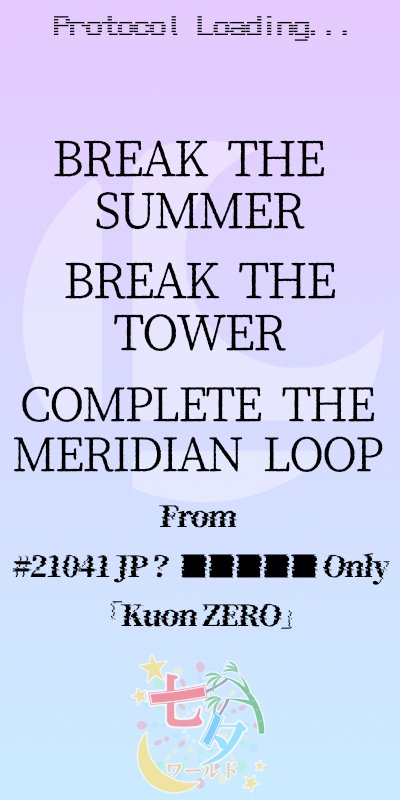 Protocol Loading...
BREAK THE
SUMMER
BREAK THE
TOWER
COMPLETE THE
MERIDIAN LOOP
From
#21041 JP？ ■■■■■ Only
「Kuon ZERO」
七夕
ワールド